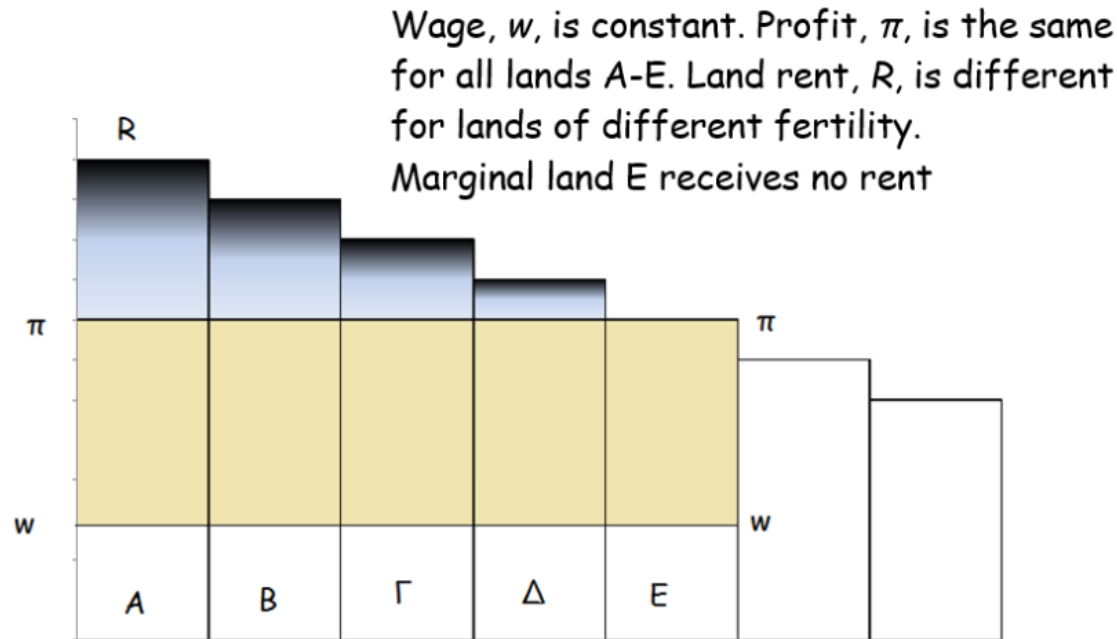 Wage, w, is constant. Profit, π, is the same
for all lands A-E. Land rent, R, is different
for lands of different fertility.
Marginal land E receives no rent
R
π
π
w
w
Α
Β
Γ
Δ
Ε